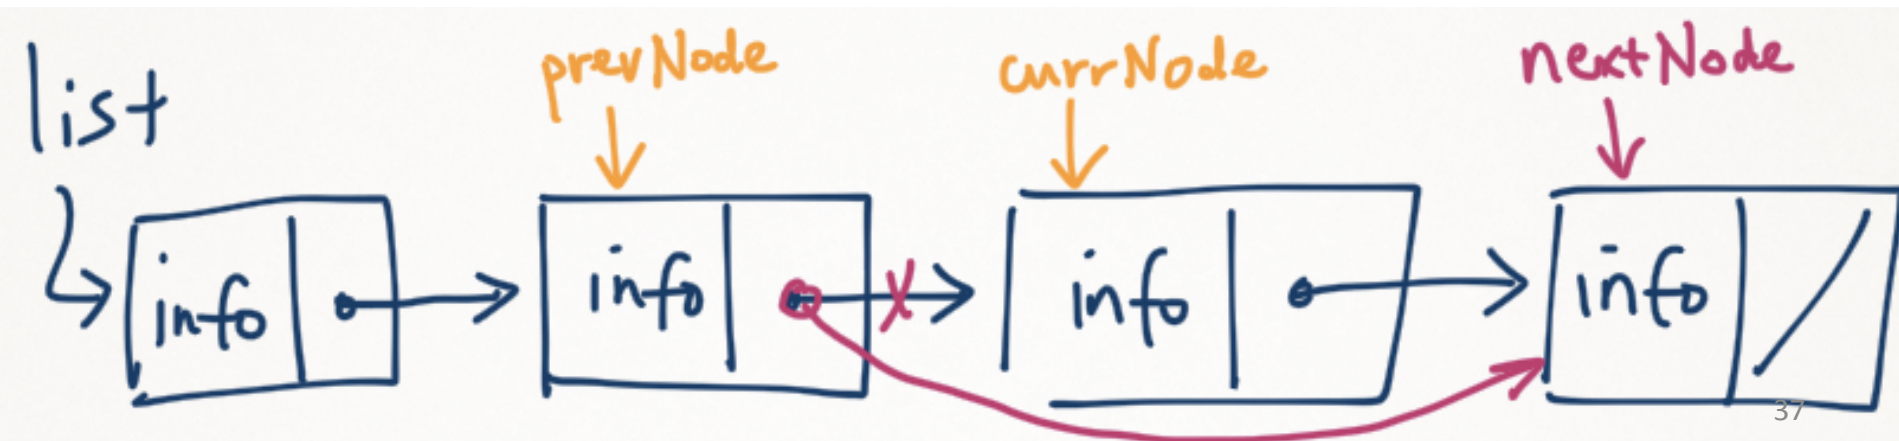 list
prevNode
currNode
nextNode
info
info
info
info
37